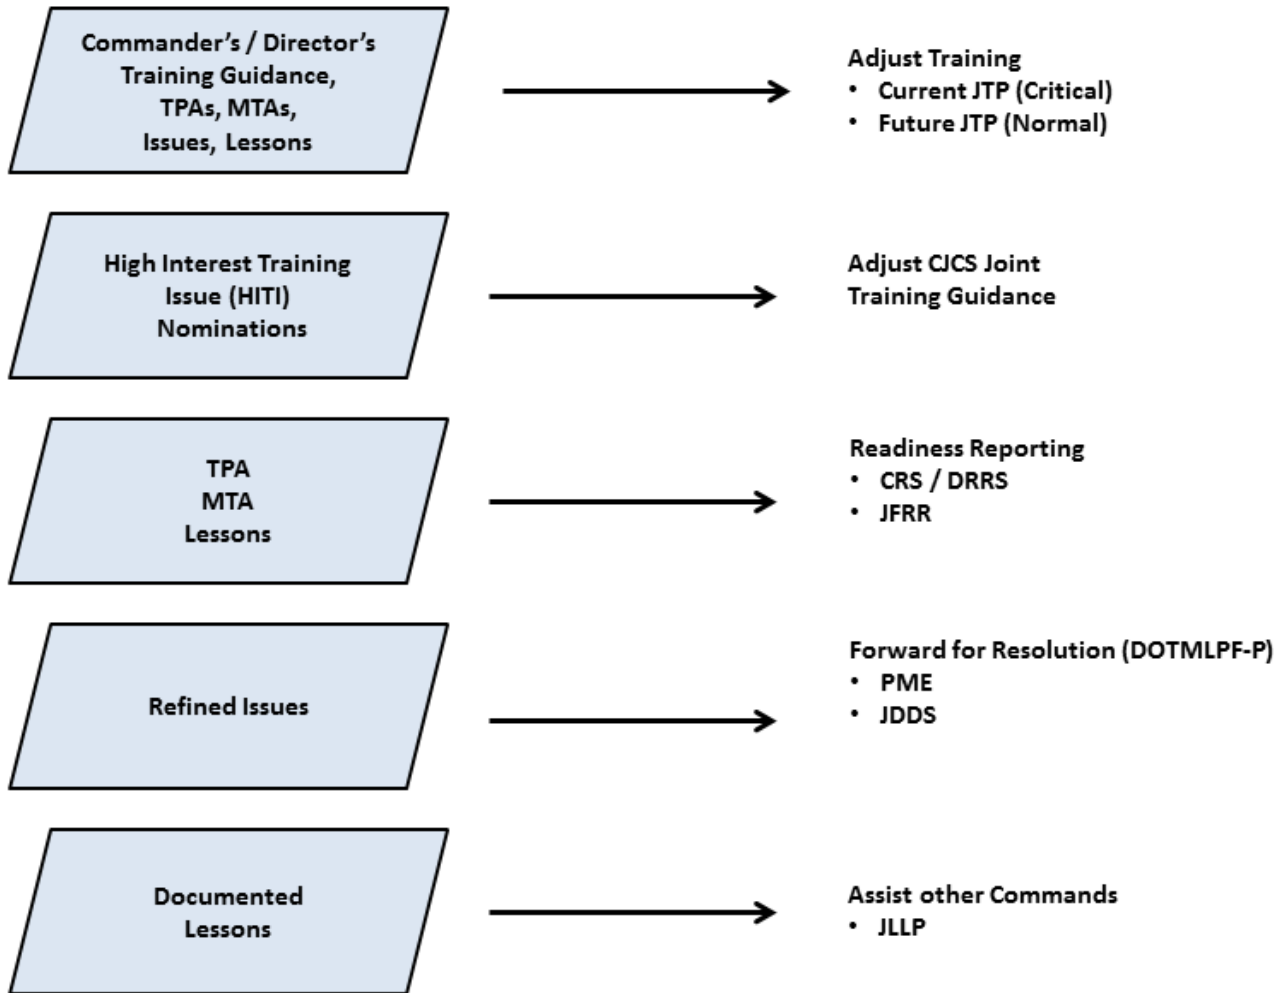 Commander’s / Director’s
Training Guidance,
TPAs, MTAs,
Issues, Lessons
Adjust Training
• Current JTP (Critical)
• Future JTP (Normal)
High Interest Training
Issue (HITI)
Nominations
Adjust CJCS Joint
Training Guidance
TPA
MTA
Lessons
Readiness Reporting
• CRS / DRRS
• JFRR
Refined Issues
Forward for Resolution (DOTMLPF-P)
• PME
• JDDS
Documented
Lessons
Assist other Commands
• JLLP